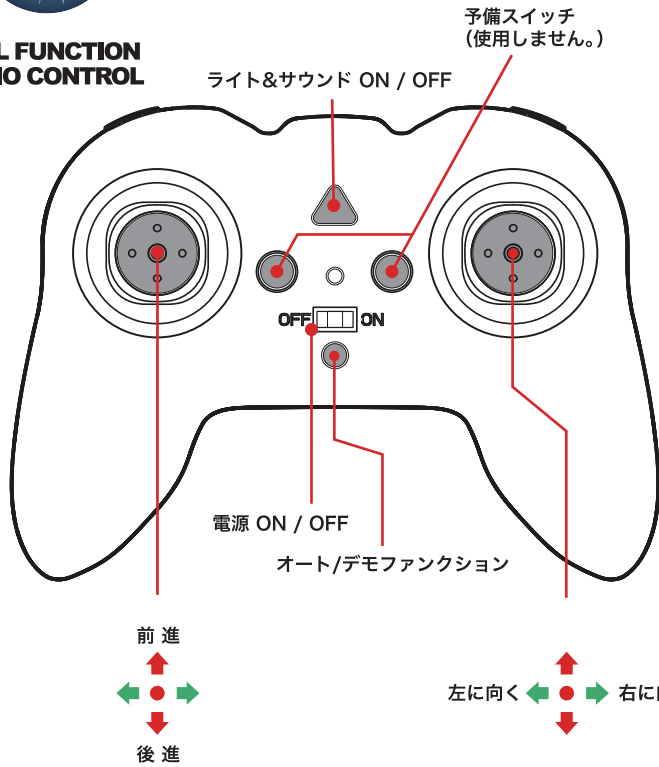 予備スイッチ
（使用しません。）
L FUNCTION
IO CONTROL
ライト&サウンド ON / OFF
OFF ON
電源 ON / OFF
オート/デモファンクション
前 進
左に向く
右に
後 進